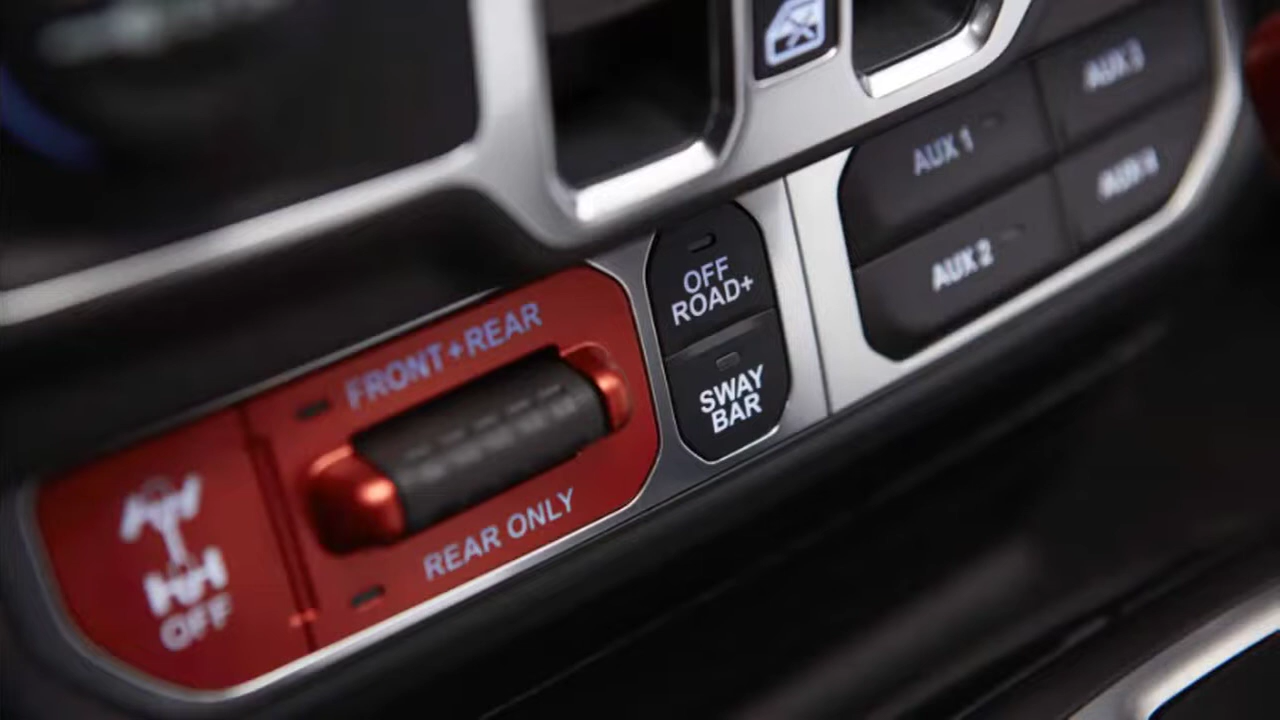 FRONT+REAR
REAR ONLY
OFF
OFF
ROAD+
SWAY
BAR
AUX 1
AUX 2
AUX 3
AUX 4